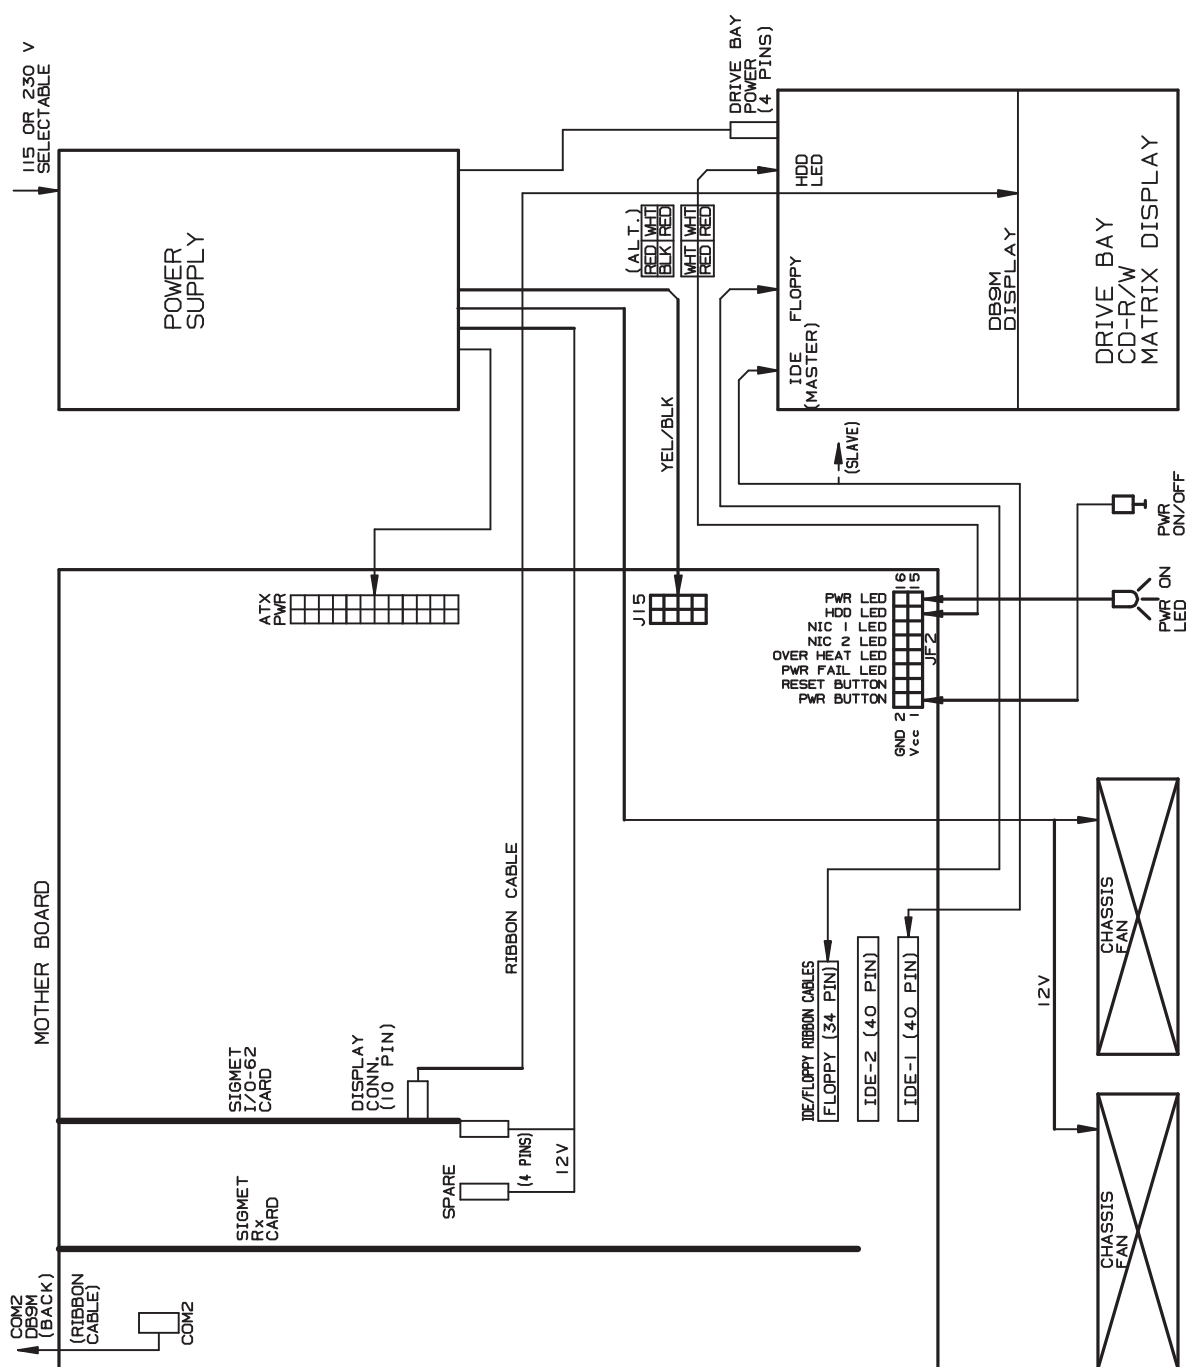 115 OR 230 V
SELECTABLE
POWER
SUPPLY
DRIVE BAY
POWER
(4 PINS)
HDD
LED
(ALT.)
RED WHT
BLK RED
WHT WHT
RED RED
FLOPPY
IDE
(MASTER)
DB9M
DISPLAY
DRIVE BAY
CD-R/W
MATRIX DISPLAY
YEL/BLK
(SLAVE)
PWR
ON/OFF
PWR ON
LED
MOTHER BOARD
ATX
PWR
J15
PWR LED
HDD LED
NIC 1 LED
NIC 2 LED
OVER HEAT LED
PWR FAIL LED
RESET BUTTON
PWR BUTTON
16
15
JF2
GND 2
Vcc 1
RIBBON CABLE
SIGMET
I/O-62
CARD
DISPLAY
CONN.
(10 PIN)
IDE/FLOPPY RIBBON CABLES
FLOPPY (34 PIN)
IDE-2 (40 PIN)
IDE-1 (40 PIN)
CHASSIS
FAN
12V
SPARE
(4 PINS)
12V
SIGMET
Rx
CARD
CHASSIS
FAN
COM2
DB9M
(BACK)
(RIBBON
CABLE)
COM2